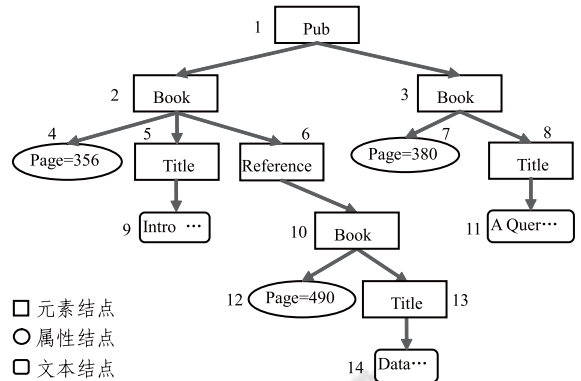 1 Pub
2 Book 3 Book
4 5 6 7 8
Page=356 Title Reference Page=380 Title
9 Intro … 11 A Quer…
10 Book
12 Page=490 Title 13
14 Data…
元素结点
属性结点
文本结点